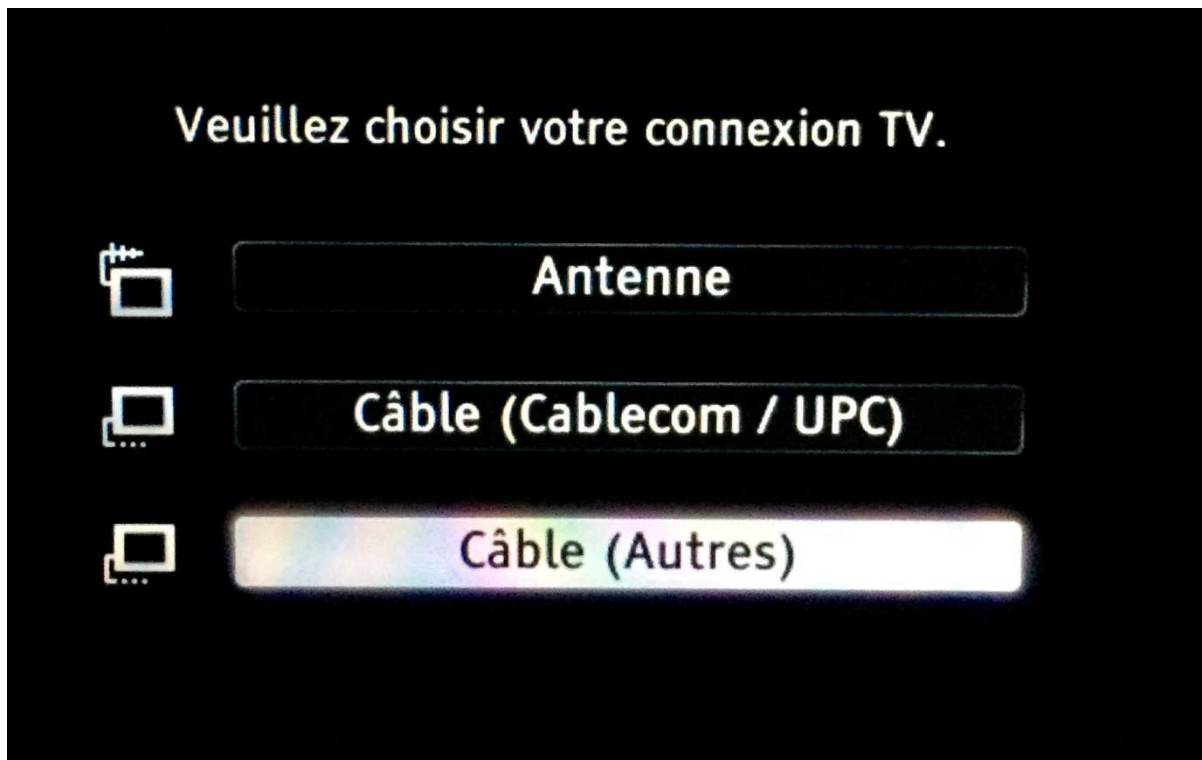 Veuillez choisir votre connexion TV.
Antenne
Câble (Cablecom / UPC)
Câble (Autres)